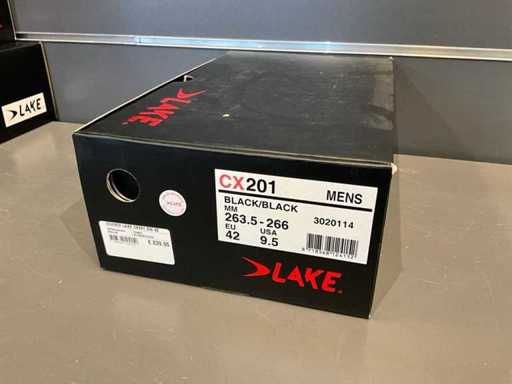 LAKE
LAKE.
CX201
MENS
BLACK/BLACK
MM
263.5-266
3020114
EU
USA
42
9.5
LAKE.